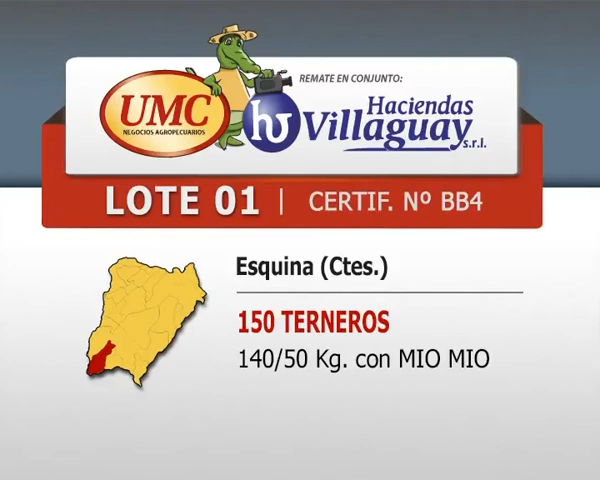 REMATE EN CONJUNTO:
UMC
NEGOCIOS AGROPECUARIOS
hv Haciendas
Villaguay s.r.l.
LOTE 01 | CERTIF. Nº BB4
Esquina (Ctes.)
150 TERNEROS
140/50 Kg. con MIO MIO